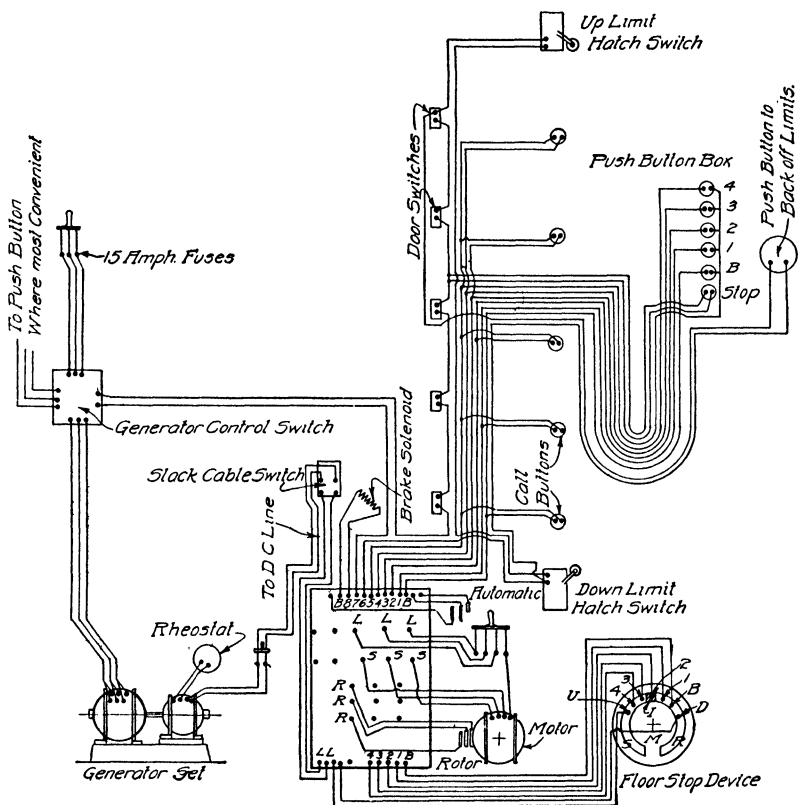 Up Limit
Hatch Switch
Door Switches
Push Button Box
4
3
2
1
B
Stop
Push Button to
Back off Limits.
To Push Button
Where most Convenient
15 Amph. Fuses
Generator Control Switch
Slack Cable Switch
Brake Solenoid
Call
Buttons
To D C Line
Automatic
Down Limit
Hatch Switch
B 8 7 6 5 4 3 2 1 B
L L L
S S S
R
R
R
Rheostat
Motor
Rotor
L L
4 3 2 1 B
Generator Set
U 4 3 2 1 B D
U
M
S
R
Floor Stop Device